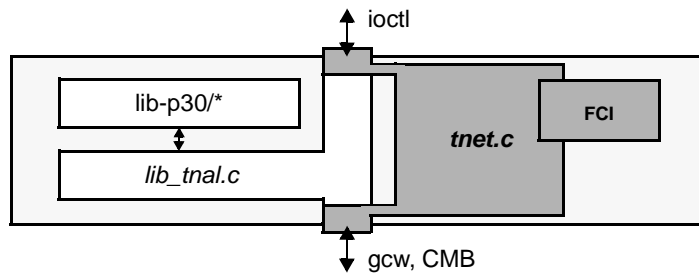 ioctl
lib-p30/*
FCI
tnet.c
lib_tnal.c
gcw, CMB